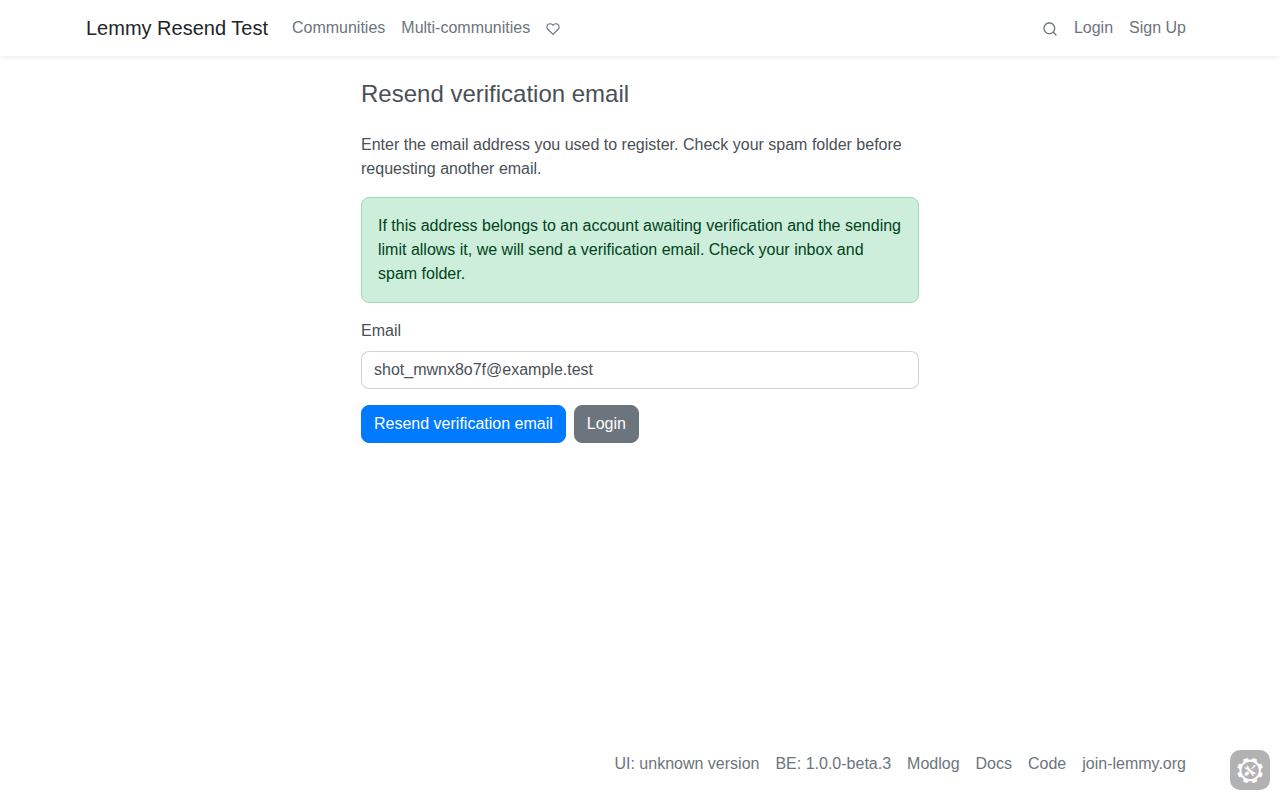 Lemmy Resend Test Communities Multi-communities Login Sign Up
Resend verification email
Enter the email address you used to register. Check your spam folder before
requesting another email.
If this address belongs to an account awaiting verification and the sending
limit allows it, we will send a verification email. Check your inbox and
spam folder.
Email
shot_mwnx8o7f@example.test
Resend verification email Login
UI: unknown version BE: 1.0.0-beta.3 Modlog Docs Code join-lemmy.org